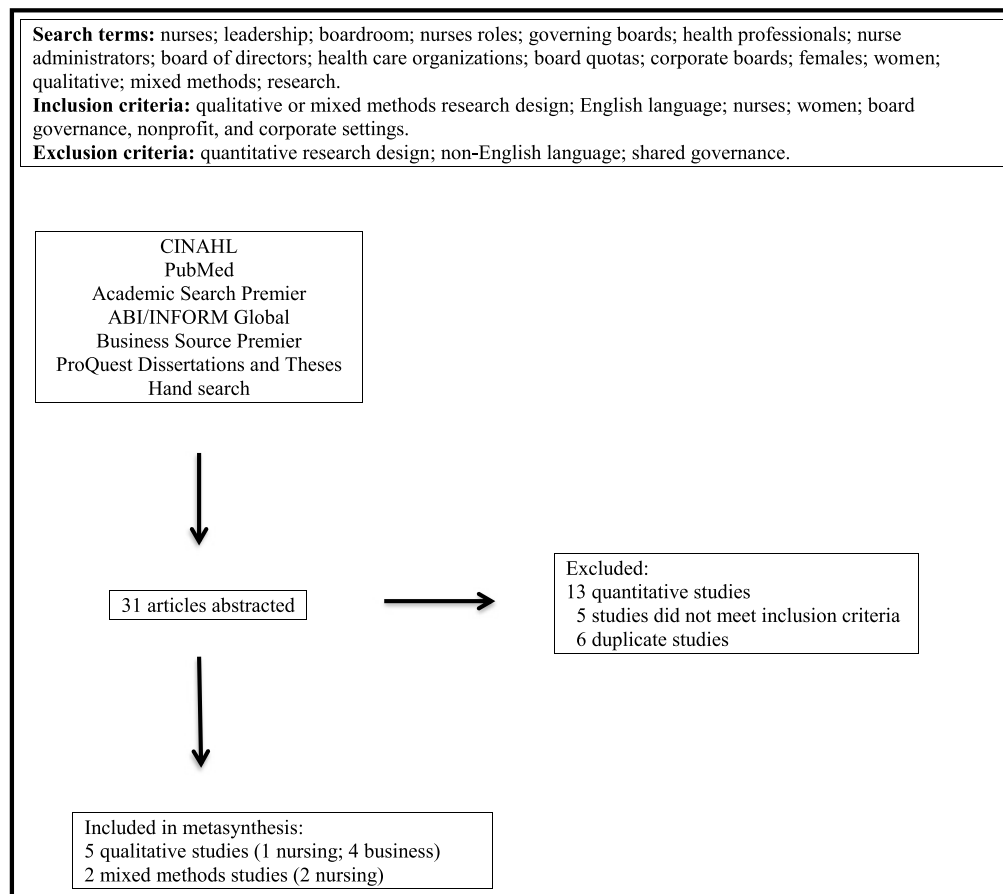 Search terms: nurses; leadership; boardroom; nurses roles; governing boards; health professionals; nurse
administrators; board of directors; health care organizations; board quotas; corporate boards; females; women;
qualitative; mixed methods; research.
Inclusion criteria: qualitative or mixed methods research design; English language; nurses; women; board
governance, nonprofit, and corporate settings.
Exclusion criteria: quantitative research design; non-English language; shared governance.
CINAHL
PubMed
Academic Search Premier
ABI/INFORM Global
Business Source Premier
ProQuest Dissertations and Theses
Hand search
31 articles abstracted
Excluded:
13 quantitative studies
5 studies did not meet inclusion criteria
6 duplicate studies
Included in metasynthesis:
5 qualitative studies (1 nursing; 4 business)
2 mixed methods studies (2 nursing)